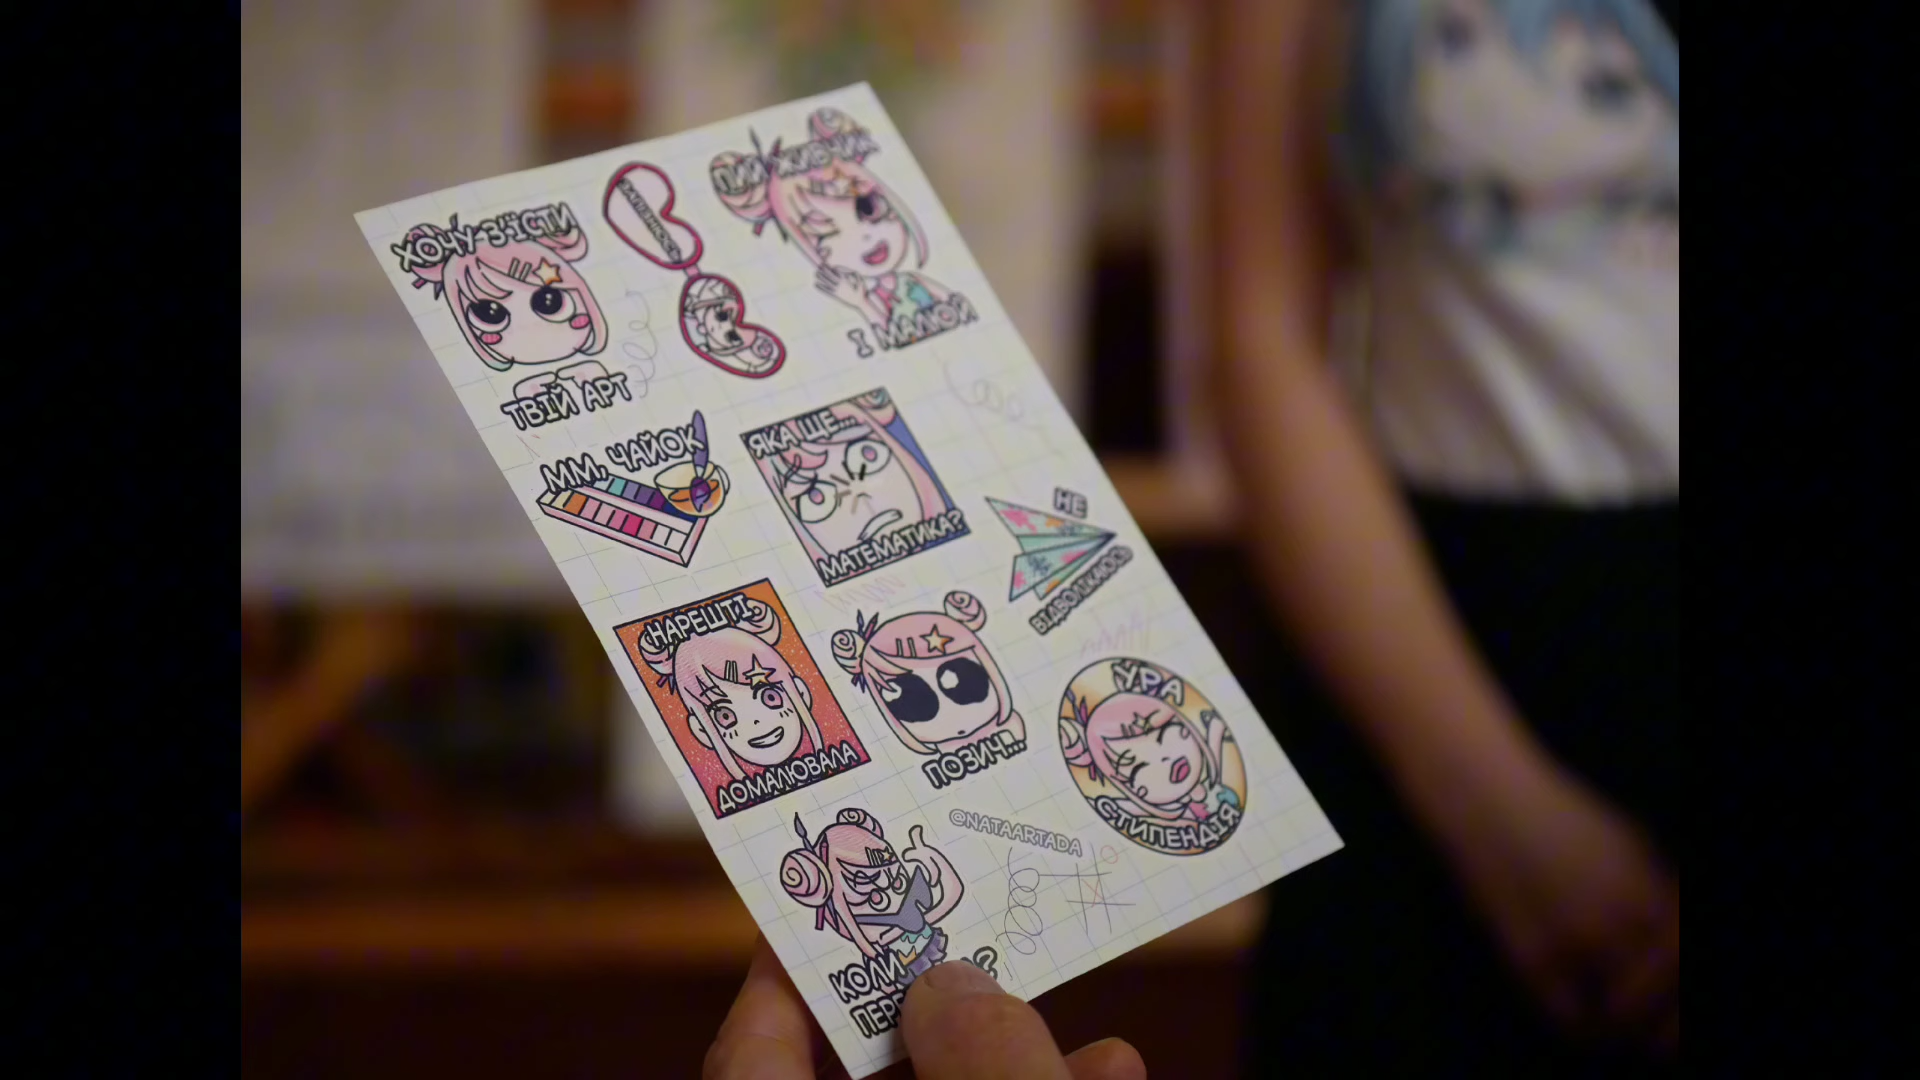 ХОЧУ З'ЇСТИ
ТВІЙ АРТ
ЗАЛЕЖНІСТЬ
ПИЙ ЖИВЧИК
І МАЛЮЙ
ММ, ЧАЙОК
ЯКА ЩЕ...
МАТЕМАТИКА?
НЕ
ВІДВОЛІКАЮСЬ
НАРЕШТІ
ДОМАЛЮВАЛА
ПОЗИЧ...
УРА
СТИПЕНДІЯ
@NATAARTADA
КОЛИ